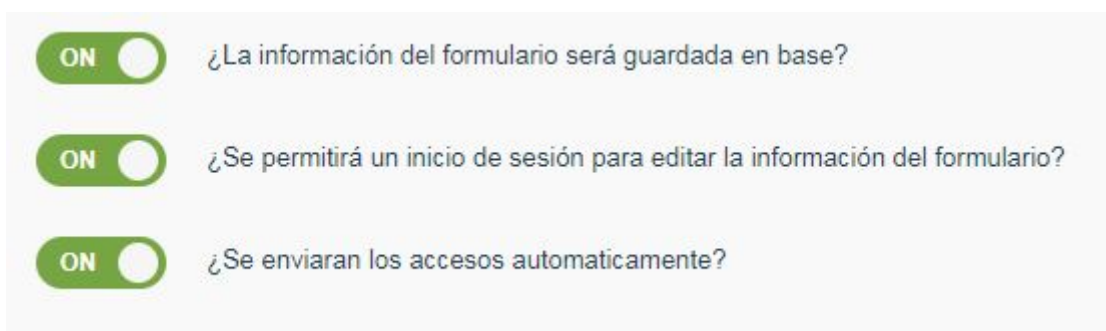 ON ¿La información del formulario será guardada en base?
ON ¿Se permitirá un inicio de sesión para editar la información del formulario?
ON ¿Se enviaran los accesos automaticamente?